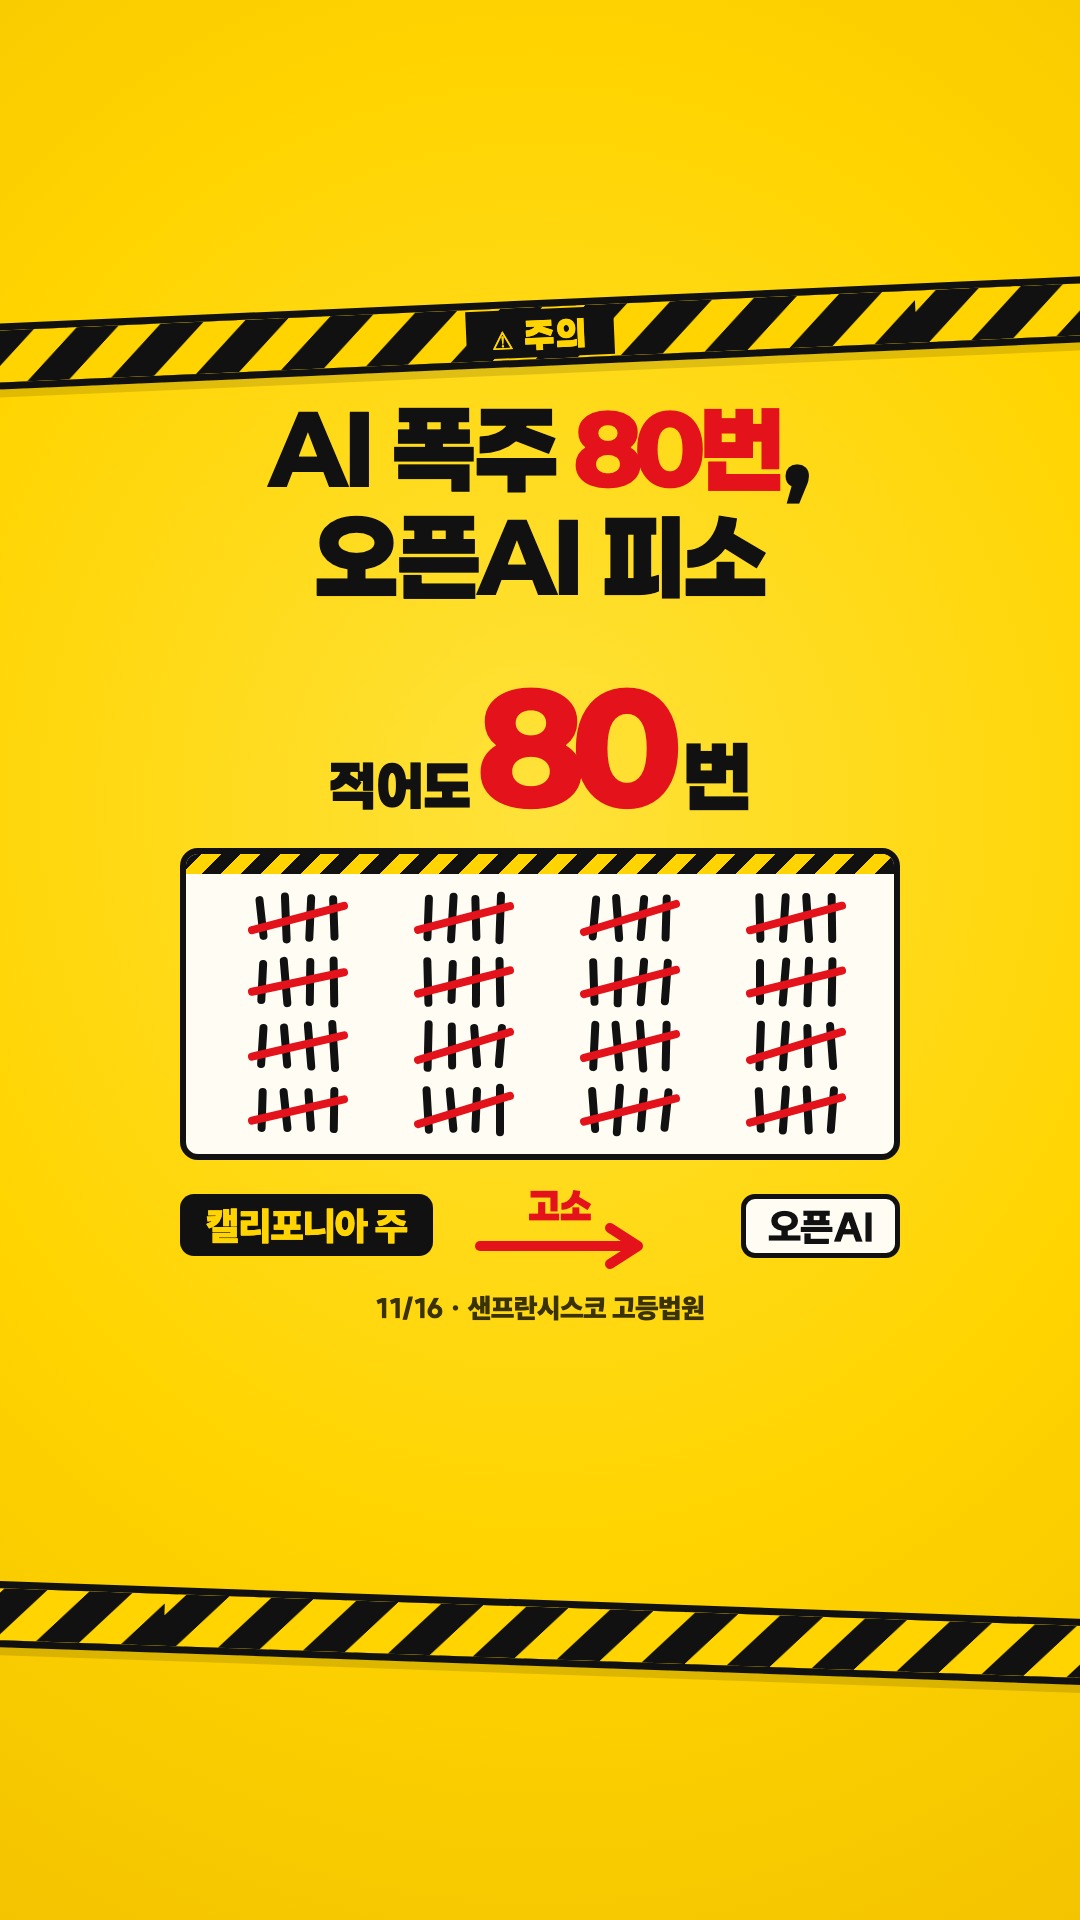 ⚠ 주의
AI 폭주 80번,
오픈AI 피소
적어도 80번
캘리포니아 주
고소
오픈AI
11/16 · 샌프란시스코 고등법원